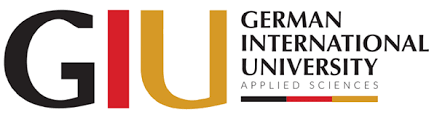 GIU
GERMAN
INTERNATIONAL
UNIVERSITY
APPLIED SCIENCES